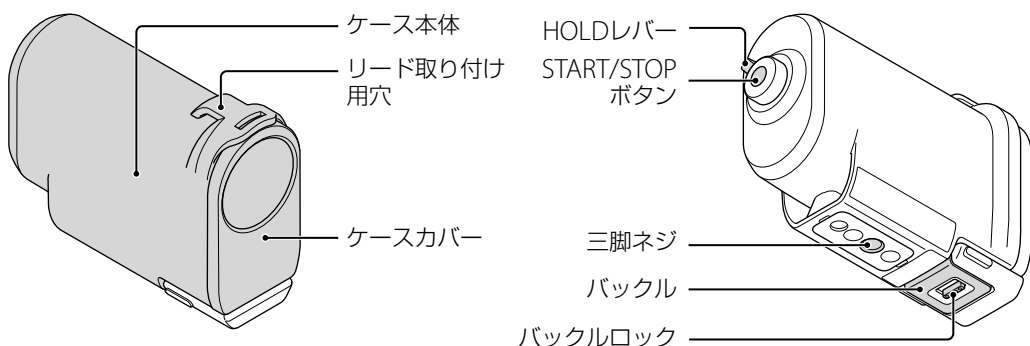 ケース本体
リード取り付け
用穴
ケースカバー
HOLDレバー
START/STOP
ボタン
三脚ネジ
バックル
バックルロック